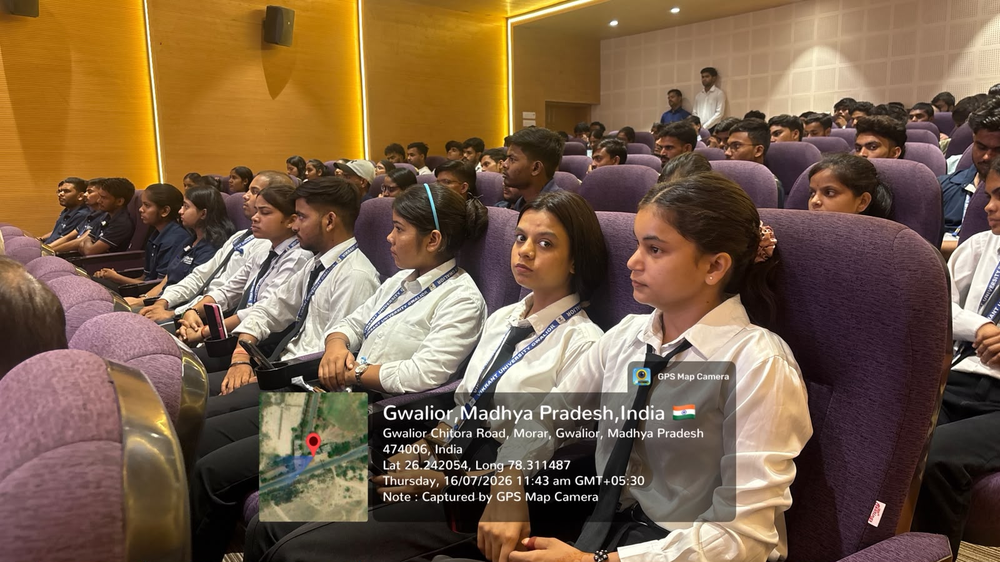 VIKRANT UNIVERSITY GWALIOR
GPS Map Camera
Gwalior,Madhya Pradesh,India
Gwalior Chitora Road, Morar, Gwalior, Madhya Pradesh
474006, India
Lat 26.242054, Long 78.311487
Thursday, 16/07/2026 11:43 am GMT+05:30
Note : Captured by GPS Map Camera